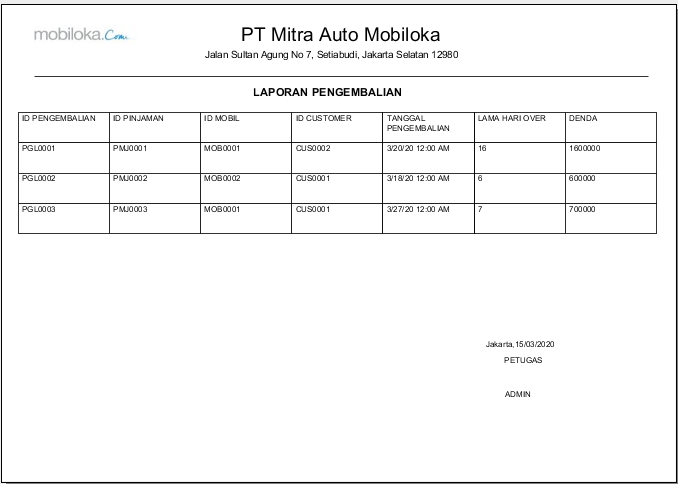 mobiloka.Com
PT Mitra Auto Mobiloka
Jalan Sultan Agung No 7, Setiabudi, Jakarta Selatan 12980
LAPORAN PENGEMBALIAN
ID PENGEMBALIAN ID PINJAMAN ID MOBIL ID CUSTOMER TANGGAL PENGEMBALIAN LAMA HARI OVER DENDA
PGL0001 PMJ0001 MOB0001 CUS0002 3/20/20 12:00 AM 16 1600000
PGL0002 PMJ0002 MOB0002 CUS0001 3/18/20 12:00 AM 6 600000
PGL0003 PMJ0003 MOB0001 CUS0001 3/27/20 12:00 AM 7 700000
Jakarta,15/03/2020
PETUGAS
ADMIN